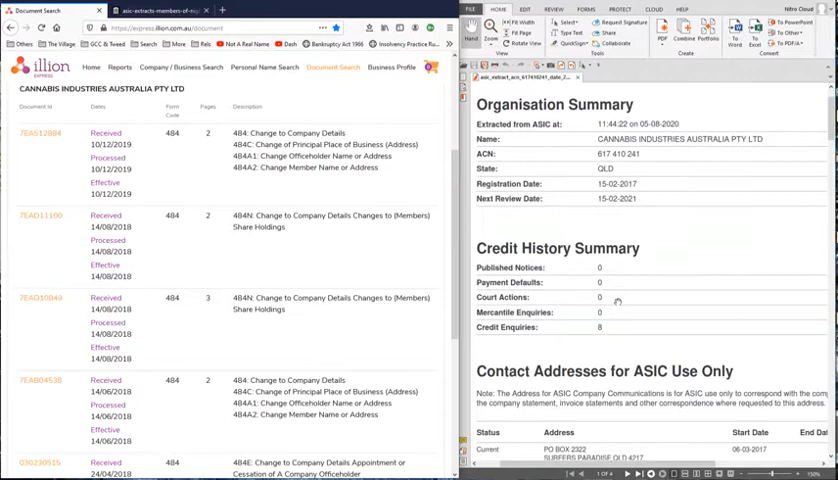 Document Search
asic-extracts-members-of-nig
https://express.illion.com.au/document
Others
The Village
GCC & Tweed
Search
Not A Real Name
Dash
Bankruptcy Act 1966
Insolvency Practice Ru
illion
EXPRESS
Home
Reports
Company / Business Search
Personal Name Search
Document Search
Business Profile
0
CANNABIS INDUSTRIES AUSTRALIA PTY LTD
Document Id
Dates
Form Code
Pages
Description
7EAS12884
Received
10/12/2019
Processed
10/12/2019
Effective
10/12/2019
484
2
484: Change to Company Details
484C: Change of Principal Place of Business (Address)
484A1: Change Officeholder Name or Address
484A2: Change Member Name or Address
7EAD11100
Received
14/08/2018
Processed
14/08/2018
Effective
14/08/2018
484
2
484N: Change to Company Details Changes to (Members)
Share Holdings
7EAD10849
Received
14/08/2018
Processed
14/08/2018
Effective
14/08/2018
484
3
484N: Change to Company Details Changes to (Members)
Share Holdings
7EAB04538
Received
14/06/2018
Processed
14/06/2018
Effective
14/06/2018
484
2
484: Change to Company Details
484C: Change of Principal Place of Business (Address)
484A1: Change Officeholder Name or Address
484A2: Change Member Name or Address
030230515
Received
24/04/2018
484
484E: Change to Company Details Appointment or
Cessation of A Company Officeholder
FILE
HOME
EDIT
REVIEW
FORMS
PROTECT
CLOUD
HELP
Nitro Cloud
Hand
Zoom
Fit Width
Fit Page
Rotate View
View
Select
Type Text
QuickSign
Request Signature
Share
Collaborate
Tools
PDF
Combine
Portfolios
Create
To Word
To Excel
To PowerPoint
To Other
To PDF/A
Convert
asic_extract_acn_617410241_date_2...
Organisation Summary
Extracted from ASIC at: 11:44:22 on 05-08-2020
Name: CANNABIS INDUSTRIES AUSTRALIA PTY LTD
ACN: 617 410 241
State: QLD
Registration Date: 15-02-2017
Next Review Date: 15-02-2021
Credit History Summary
Published Notices: 0
Payment Defaults: 0
Court Actions: 0
Mercantile Enquiries: 0
Credit Enquiries: 8
Contact Addresses for ASIC Use Only
Note: The Address for ASIC Company Communications is for ASIC use only to correspond with the comp
the company statement, invoice statements and other correspondence where requested to this address.
Status Address Start Date End Da
Current PO BOX 2322 06-03-2017
SURFERS PARADISE QLD 4217
1 OF 4
150%